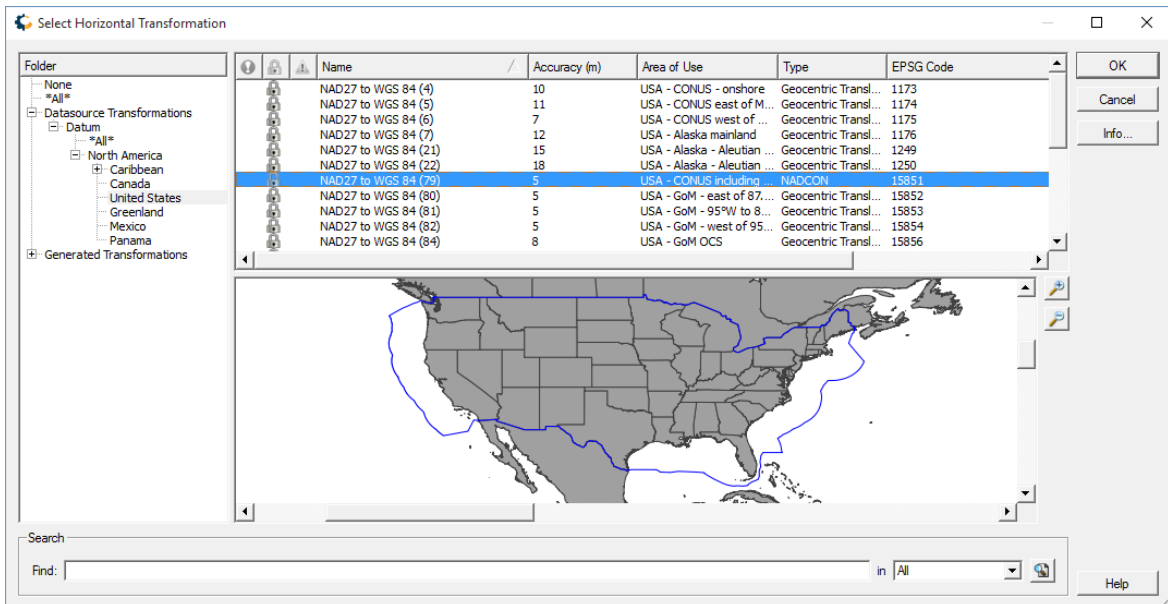 Select Horizontal Transformation
Folder
None
*All*
Datasource Transformations
Datum
*All*
North America
Caribbean
Canada
United States
Greenland
Mexico
Panama
Generated Transformations
Name Accuracy (m) Area of Use Type EPSG Code
NAD27 to WGS 84 (4) 10 USA - CONUS - onshore Geocentric Transl... 1173
NAD27 to WGS 84 (5) 11 USA - CONUS east of M... Geocentric Transl... 1174
NAD27 to WGS 84 (6) 7 USA - CONUS west of ... Geocentric Transl... 1175
NAD27 to WGS 84 (7) 12 USA - Alaska mainland Geocentric Transl... 1176
NAD27 to WGS 84 (21) 15 USA - Alaska - Aleutian ... Geocentric Transl... 1249
NAD27 to WGS 84 (22) 18 USA - Alaska - Aleutian ... Geocentric Transl... 1250
NAD27 to WGS 84 (79) 5 USA - CONUS including ... NADCON 15851
NAD27 to WGS 84 (80) 5 USA - GoM - east of 87.... Geocentric Transl... 15852
NAD27 to WGS 84 (81) 5 USA - GoM - 95°W to 8... Geocentric Transl... 15853
NAD27 to WGS 84 (82) 5 USA - GoM - west of 95... Geocentric Transl... 15854
NAD27 to WGS 84 (84) 8 USA - GoM OCS Geocentric Transl... 15856
OK
Cancel
Info...
Search
Find: in All
Help